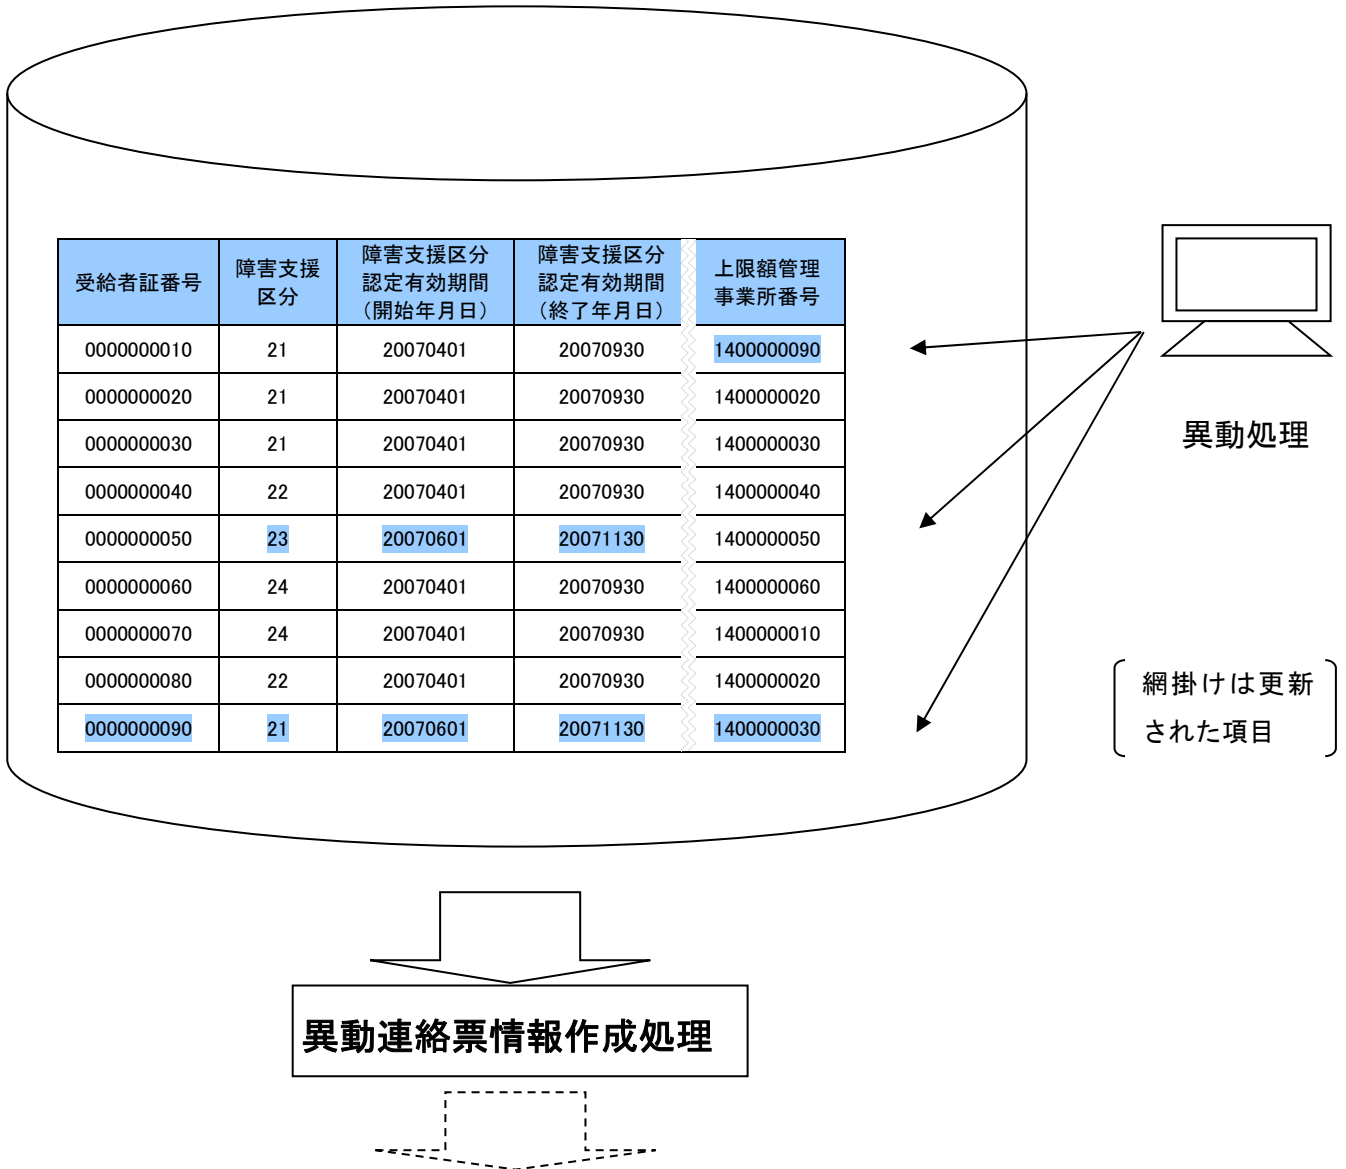 受給者証番号
障害支援
区分
障害支援区分
認定有効期間
（開始年月日）
障害支援区分
認定有効期間
（終了年月日）
上限額管理
事業所番号
0000000010 21 20070401 20070930 1400000090
0000000020 21 20070401 20070930 1400000020
0000000030 21 20070401 20070930 1400000030
0000000040 22 20070401 20070930 1400000040
0000000050 23 20070601 20071130 1400000050
0000000060 24 20070401 20070930 1400000060
0000000070 24 20070401 20070930 1400000010
0000000080 22 20070401 20070930 1400000020
0000000090 21 20070601 20071130 1400000030
異動処理
網掛けは更新
された項目
異動連絡票情報作成処理